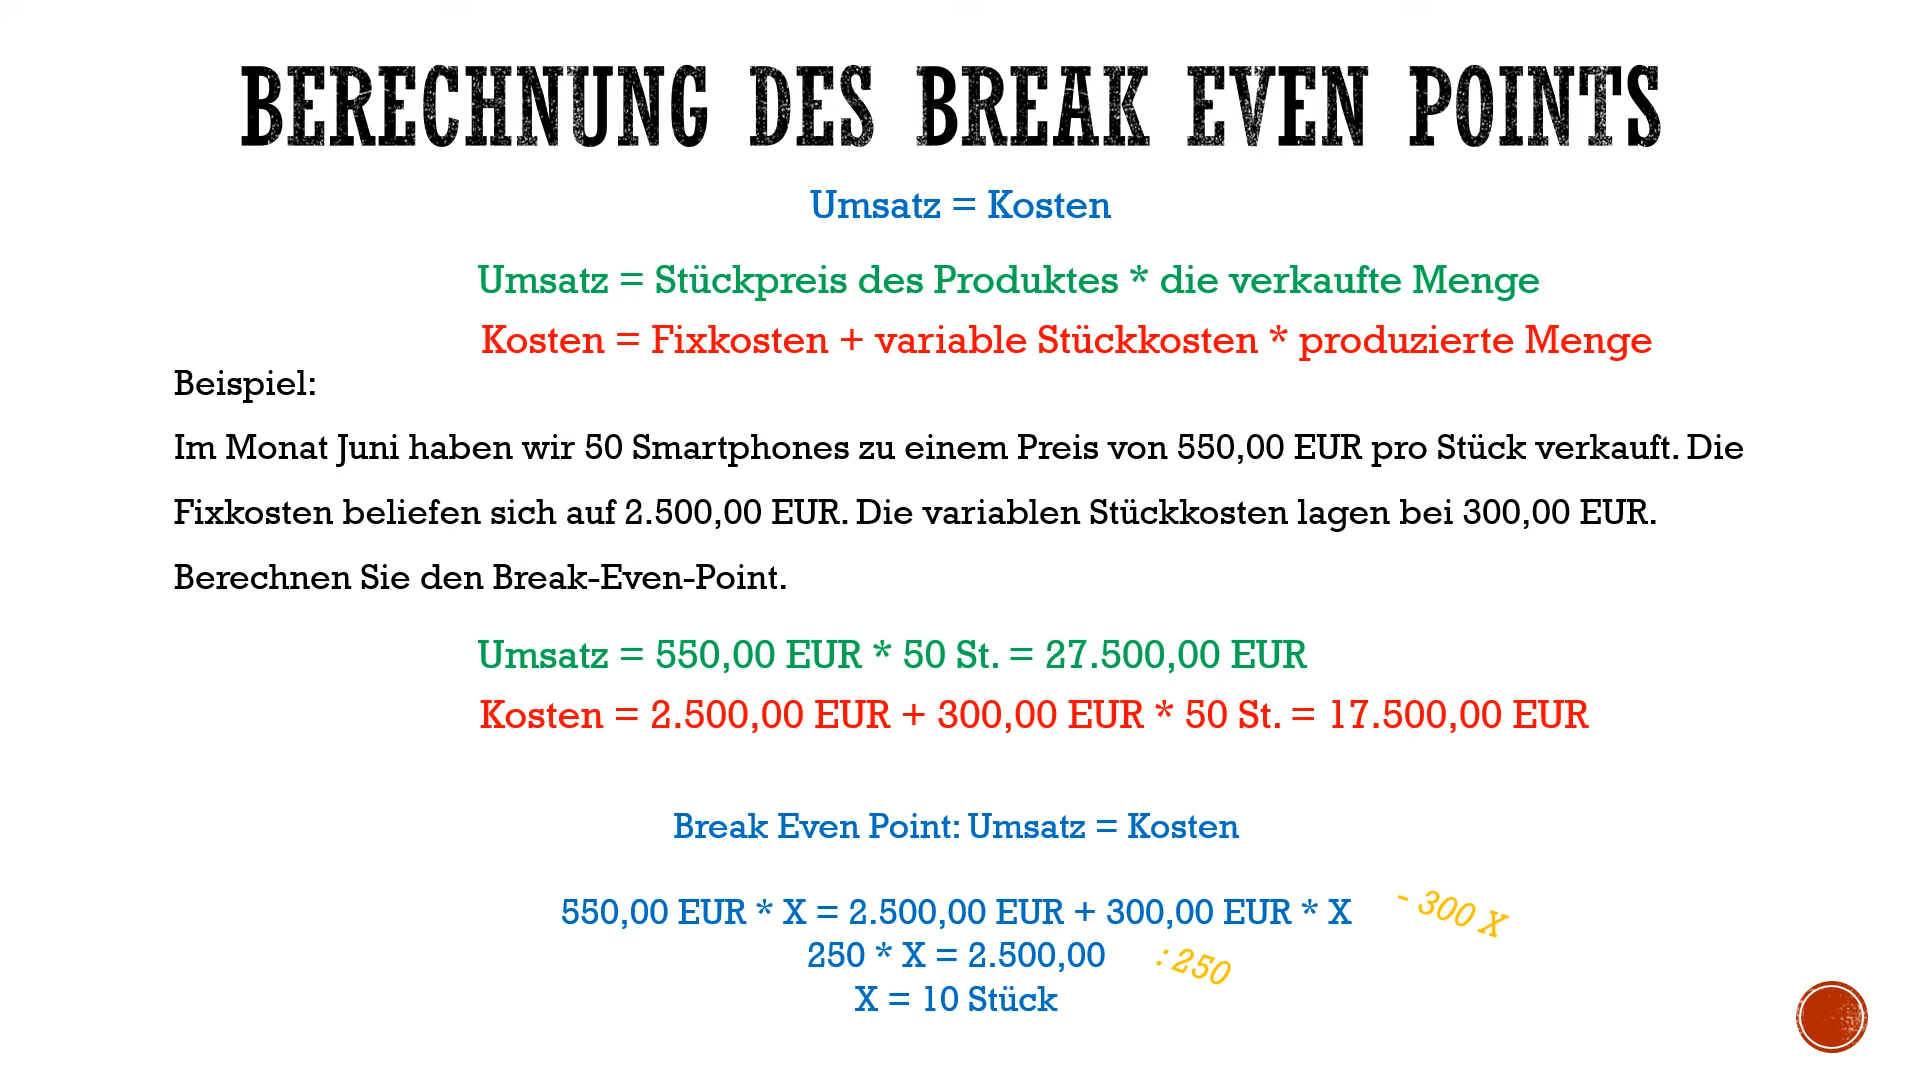 BERECHNUNG DES BREAK EVEN POINTS
Umsatz = Kosten
Umsatz = Stückpreis des Produktes * die verkaufte Menge
Kosten = Fixkosten + variable Stückkosten * produzierte Menge
Beispiel:
Im Monat Juni haben wir 50 Smartphones zu einem Preis von 550,00 EUR pro Stück verkauft. Die
Fixkosten beliefen sich auf 2.500,00 EUR. Die variablen Stückkosten lagen bei 300,00 EUR.
Berechnen Sie den Break-Even-Point.
Umsatz = 550,00 EUR * 50 St. = 27.500,00 EUR
Kosten = 2.500,00 EUR + 300,00 EUR * 50 St. = 17.500,00 EUR
Break Even Point: Umsatz = Kosten
550,00 EUR * X = 2.500,00 EUR + 300,00 EUR * X - 300 X
250 * X = 2.500,00 : 250
X = 10 Stück